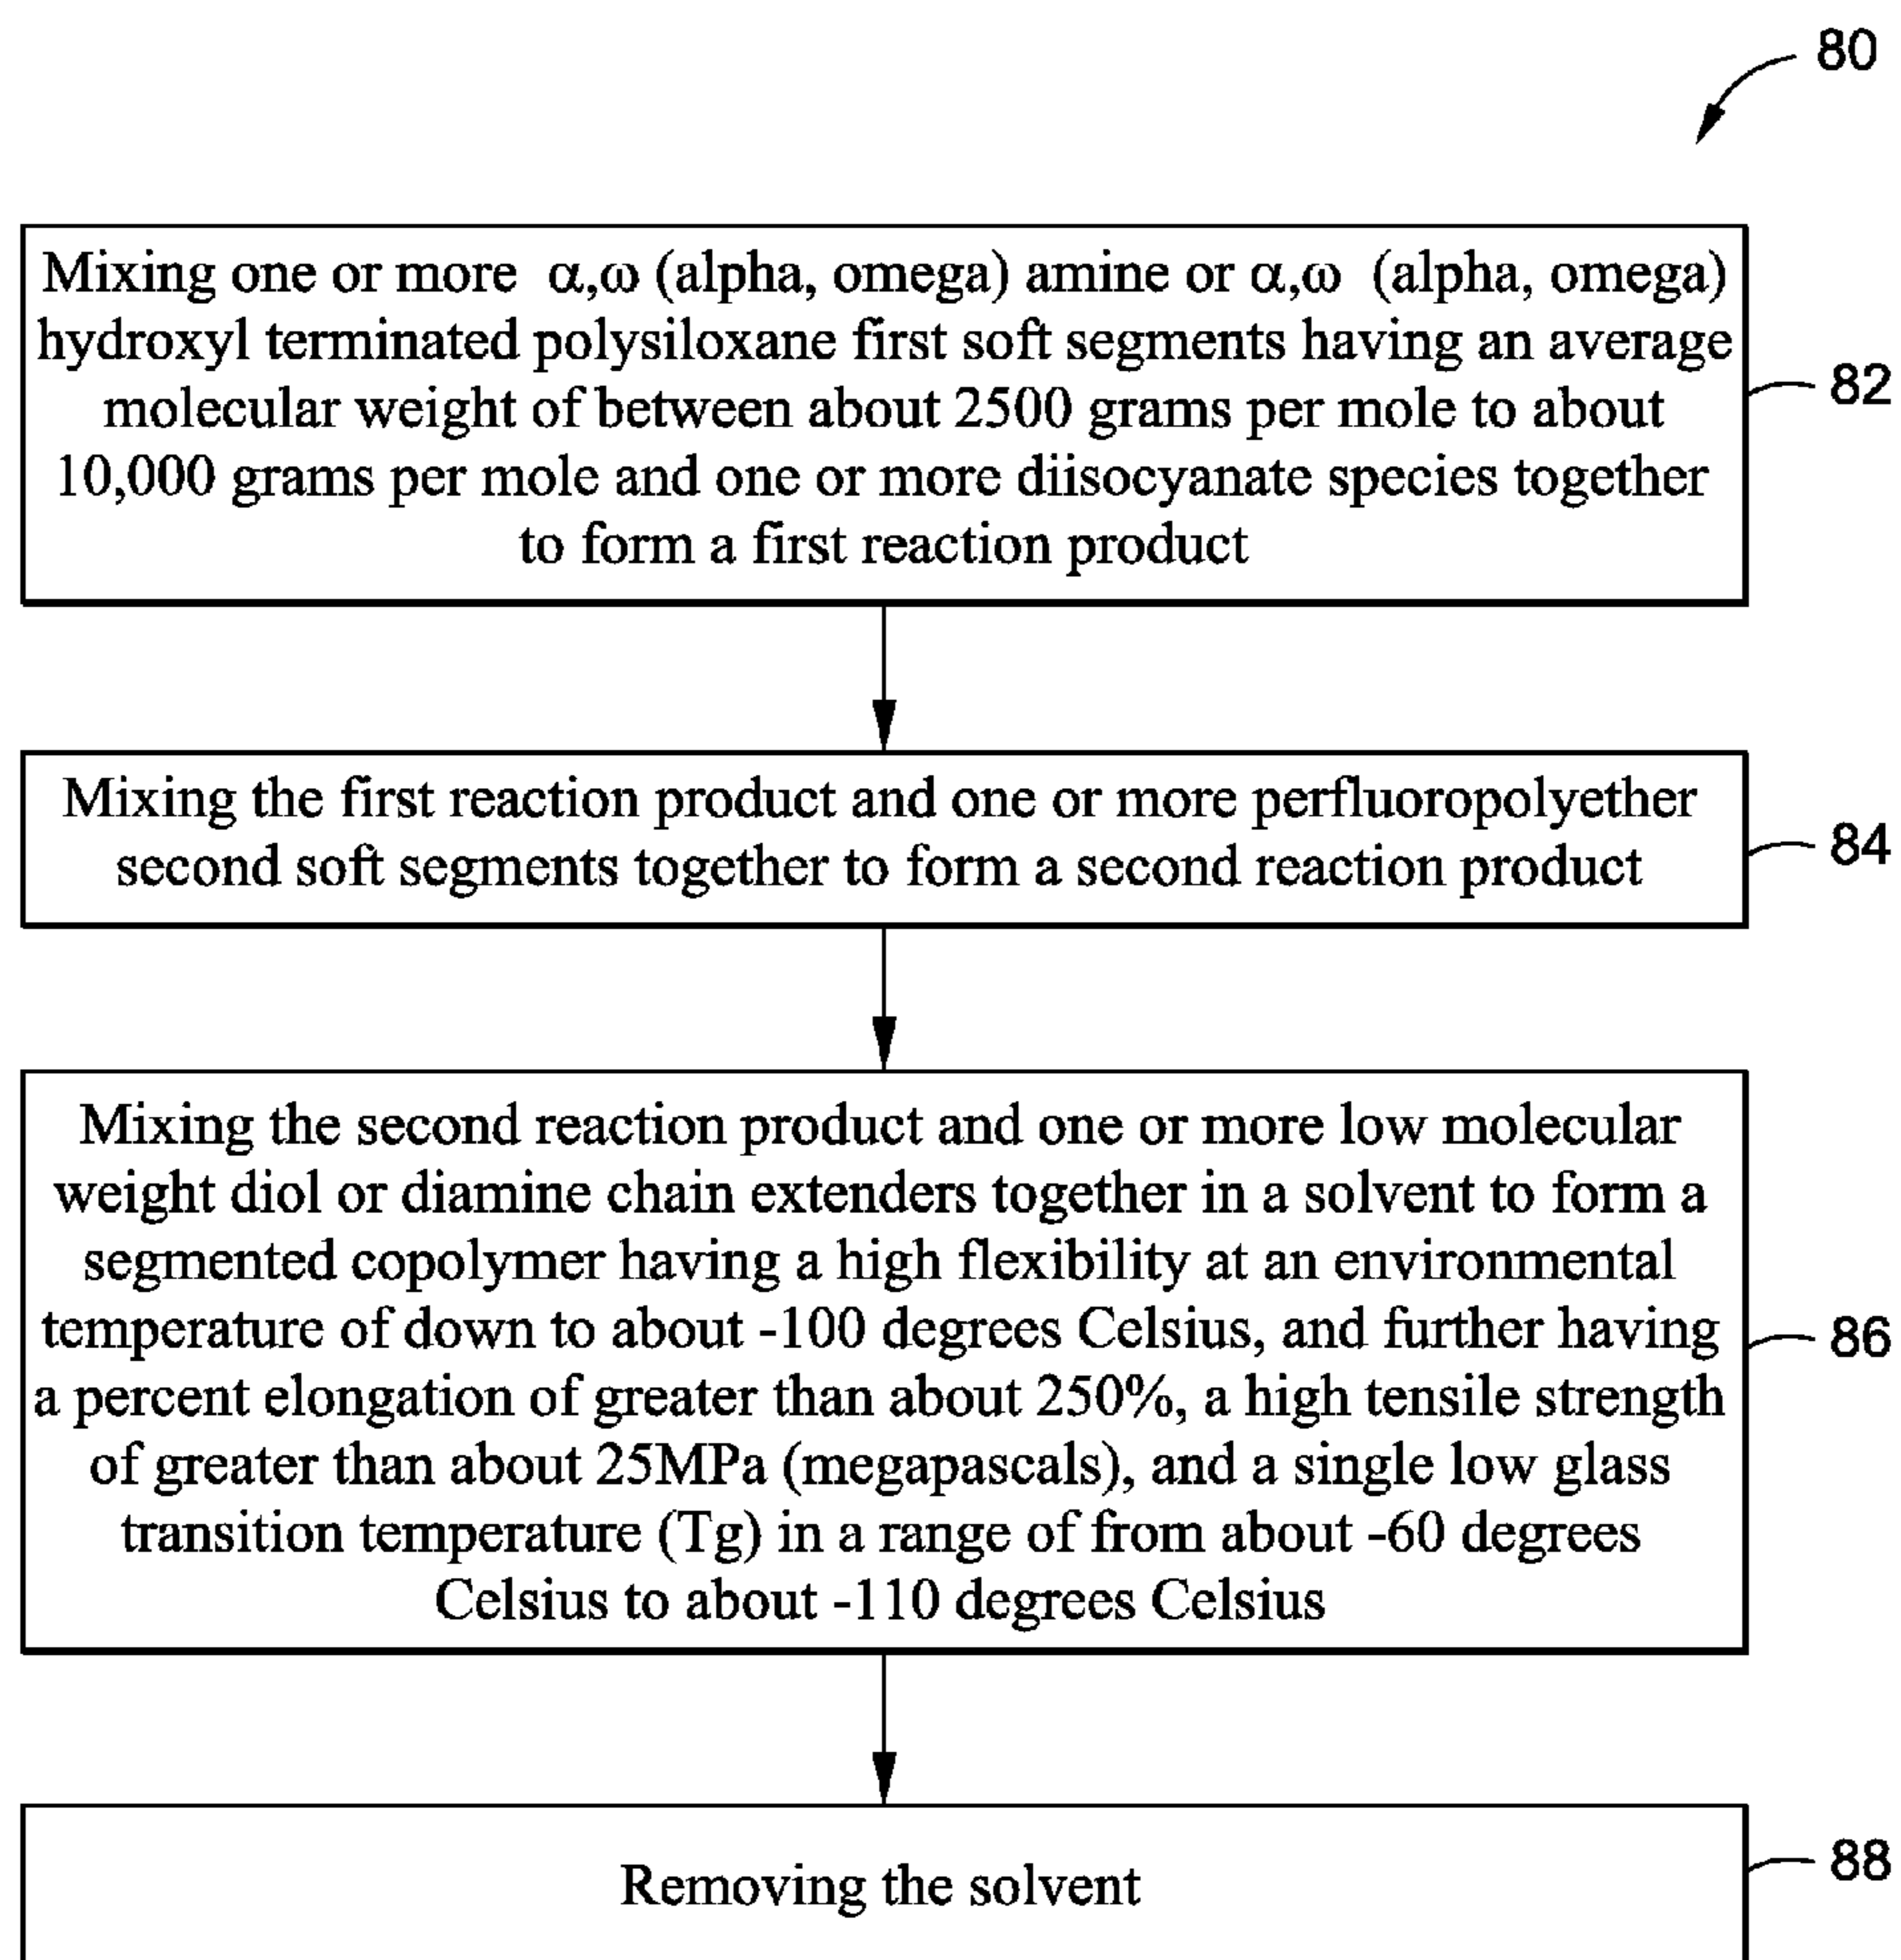 80
Mixing one or more α,ω (alpha, omega) amine or α,ω (alpha, omega)
hydroxyl terminated polysiloxane first soft segments having an average
molecular weight of between about 2500 grams per mole to about
10,000 grams per mole and one or more diisocyanate species together
to form a first reaction product
82
Mixing the first reaction product and one or more perfluoropolyether
second soft segments together to form a second reaction product
84
Mixing the second reaction product and one or more low molecular
weight diol or diamine chain extenders together in a solvent to form a
segmented copolymer having a high flexibility at an environmental
temperature of down to about -100 degrees Celsius, and further having
a percent elongation of greater than about 250%, a high tensile strength
of greater than about 25MPa (megapascals), and a single low glass
transition temperature (Tg) in a range of from about -60 degrees
Celsius to about -110 degrees Celsius
86
Removing the solvent
88